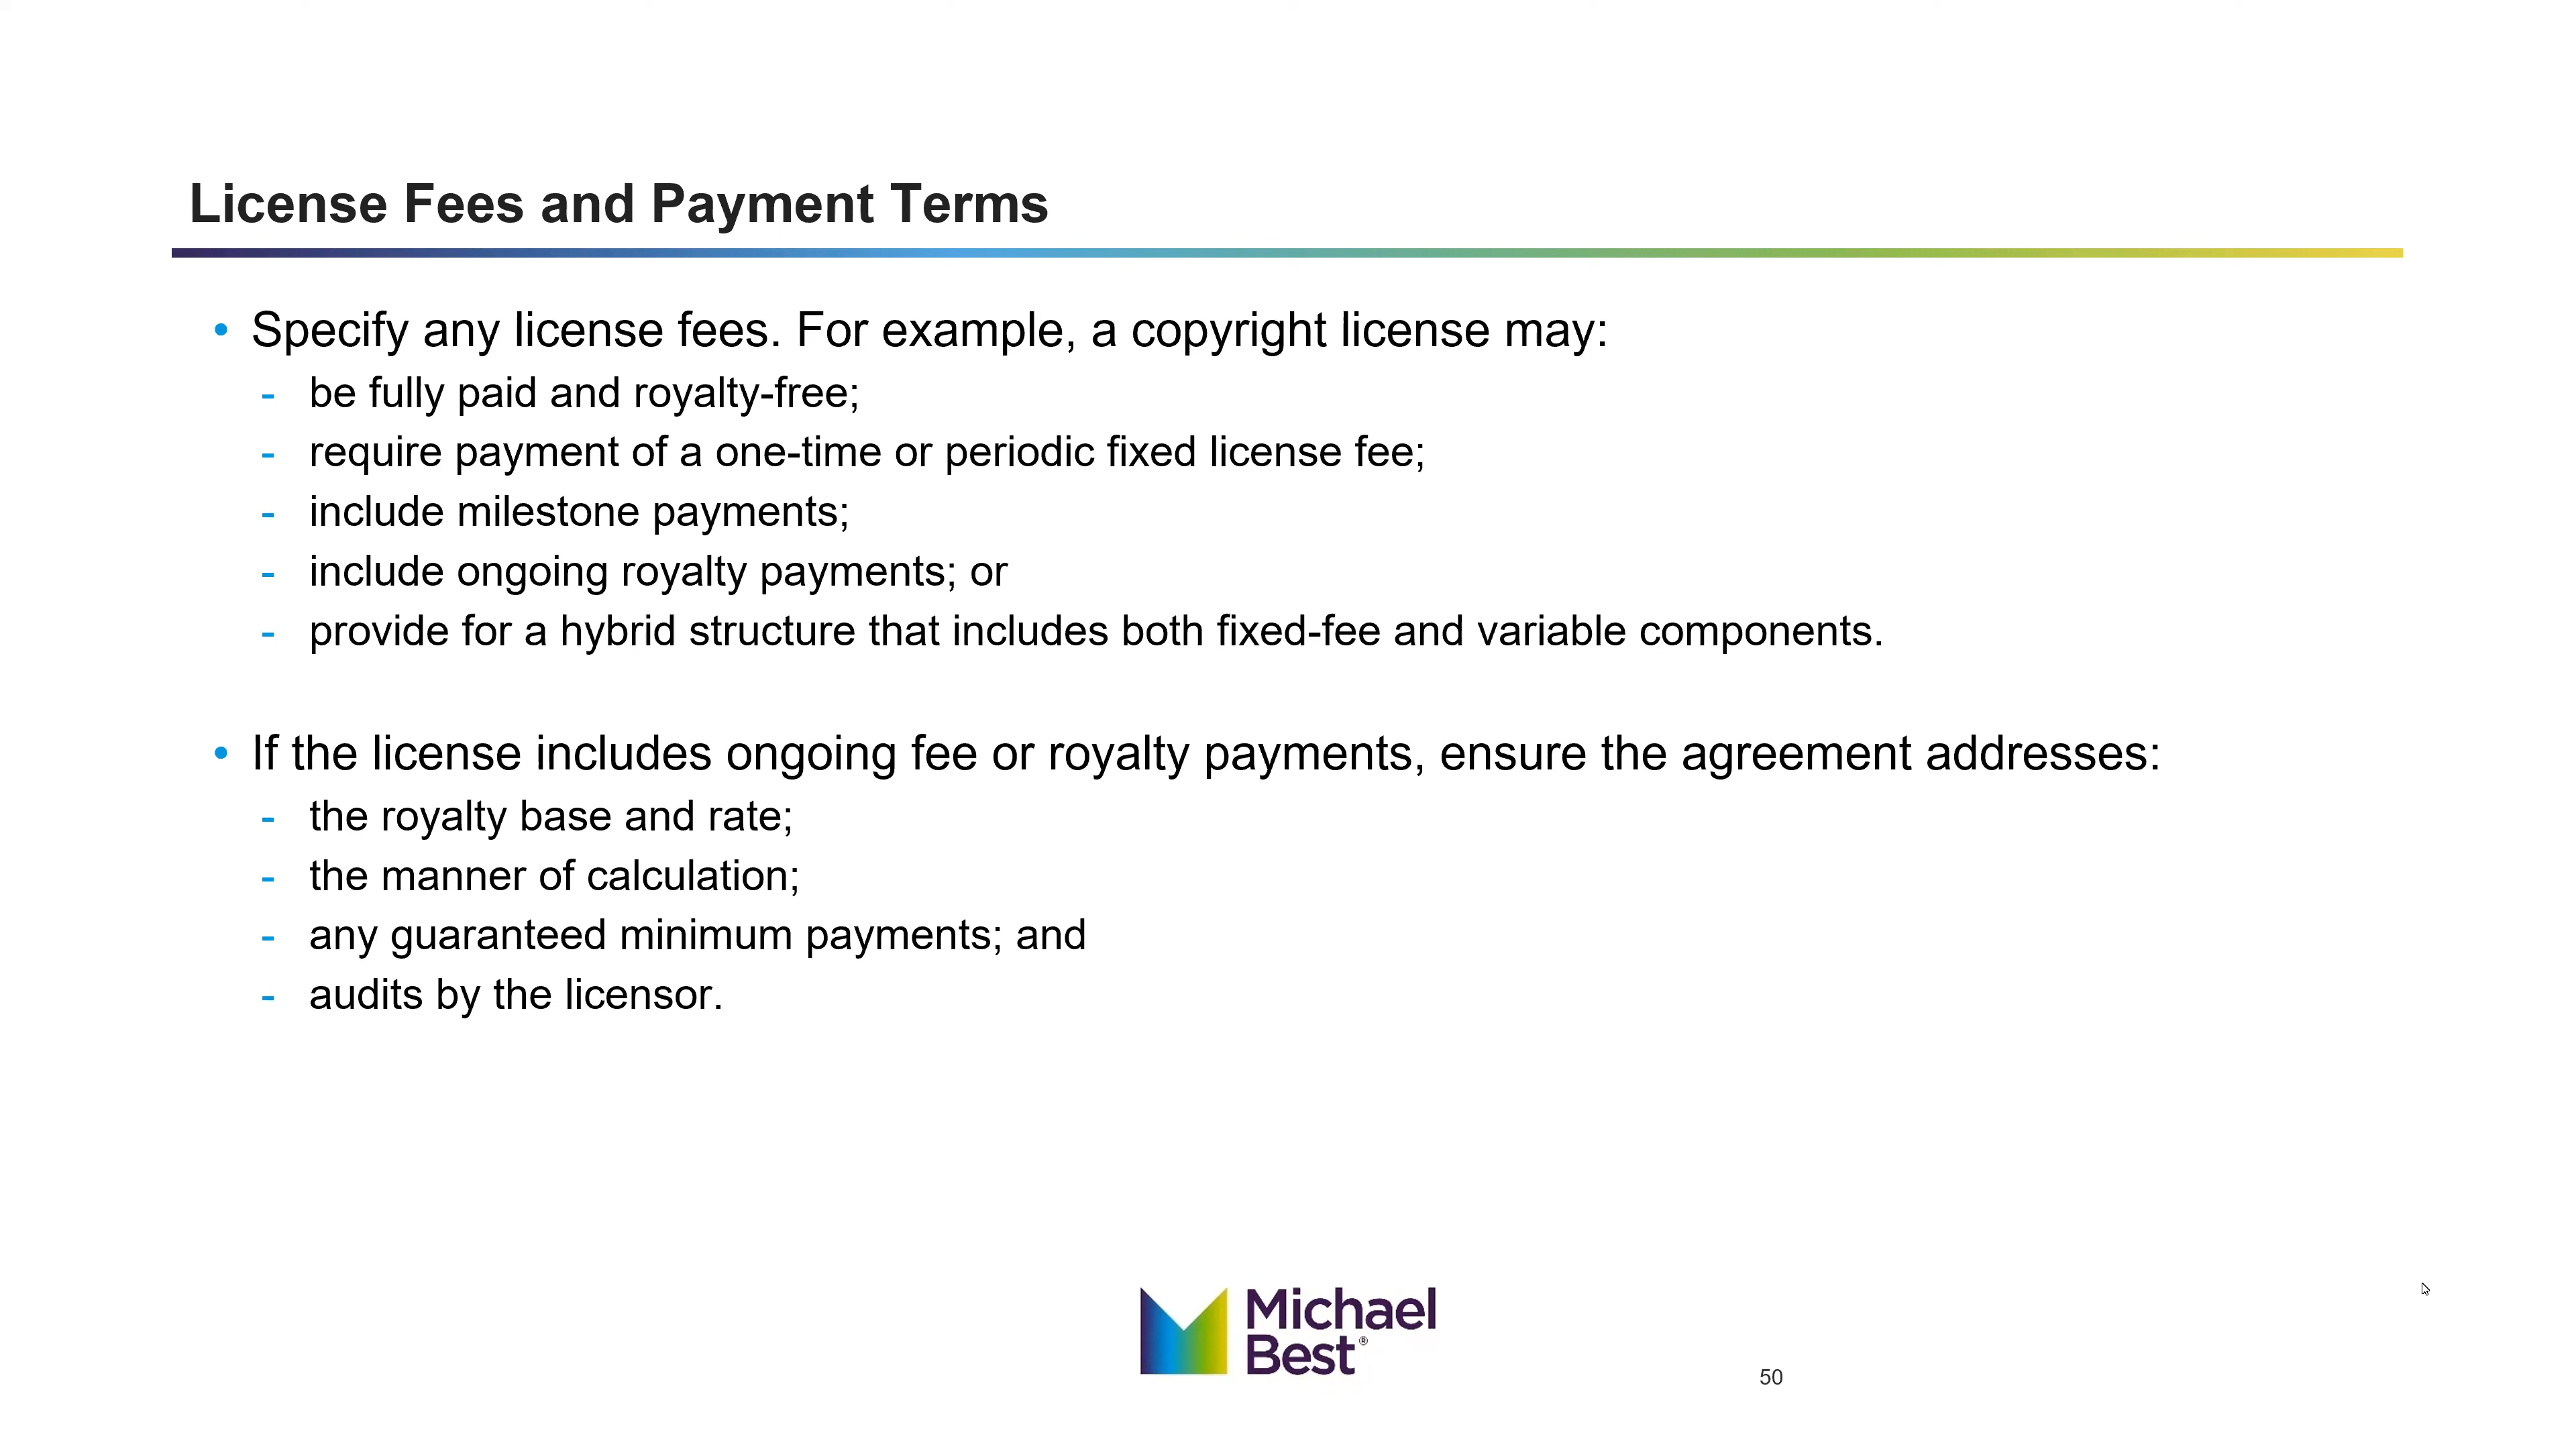 License Fees and Payment Terms
• Specify any license fees. For example, a copyright license may:
- be fully paid and royalty-free;
- require payment of a one-time or periodic fixed license fee;
- include milestone payments;
- include ongoing royalty payments; or
- provide for a hybrid structure that includes both fixed-fee and variable components.
• If the license includes ongoing fee or royalty payments, ensure the agreement addresses:
- the royalty base and rate;
- the manner of calculation;
- any guaranteed minimum payments; and
- audits by the licensor.
Michael
Best®
50